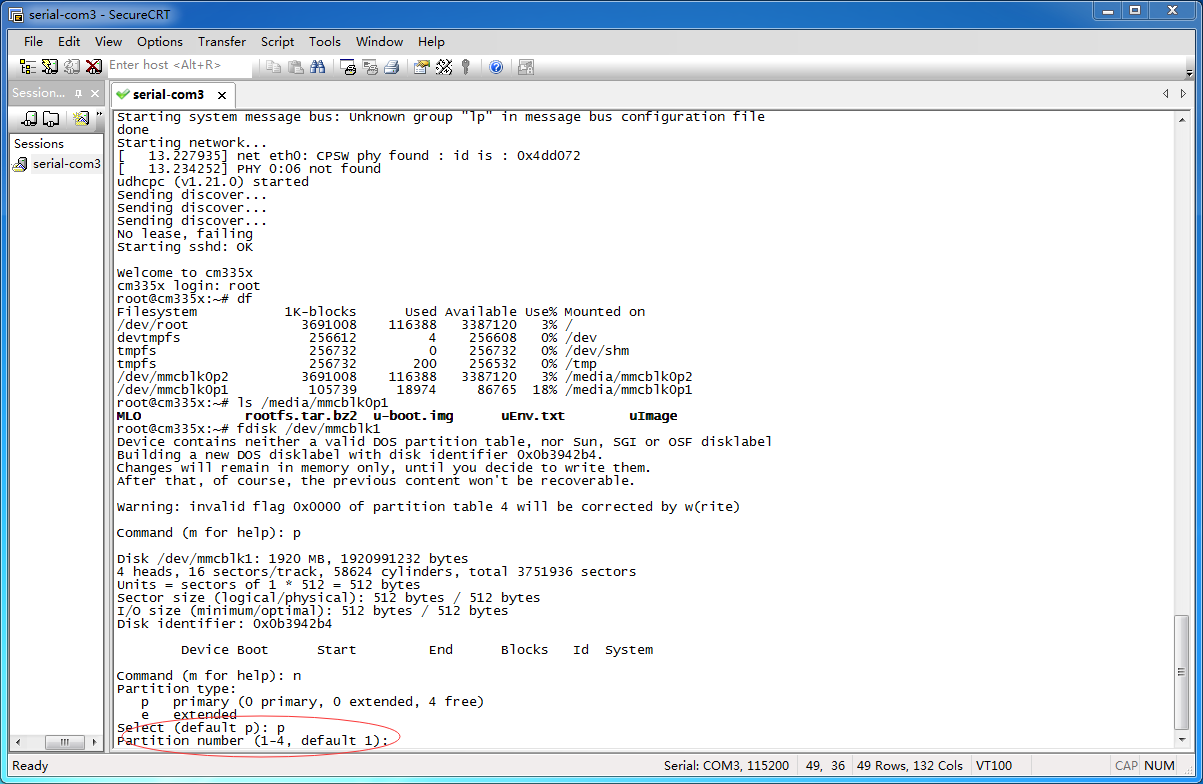 serial-com3 - SecureCRT
File Edit View Options Transfer Script Tools Window Help
Enter host <Alt+R>
Session...
serial-com3
Sessions
serial-com3
Starting system message bus: Unknown group "lp" in message bus configuration file
done
Starting network...
[   13.227935] net eth0: CPSW phy found : id is : 0x4dd072
[   13.234252] PHY 0:06 not found
udhcpc (v1.21.0) started
Sending discover...
Sending discover...
Sending discover...
No lease, failing
Starting sshd: OK
Welcome to cm335x
cm335x login: root
root@cm335x:~# df
Filesystem           1K-blocks      Used Available Use% Mounted on
/dev/root              3691008    116388   3387120   3% /
devtmpfs                256612         4    256608   0% /dev
tmpfs                   256732         0    256732   0% /dev/shm
tmpfs                   256732       200    256532   0% /tmp
/dev/mmcblk0p2         3691008    116388   3387120   3% /media/mmcblk0p2
/dev/mmcblk0p1          105739     18974     86765  18% /media/mmcblk0p1
root@cm335x:~# ls /media/mmcblk0p1
MLO             rootfs.tar.bz2  u-boot.img      uEnv.txt        uImage
root@cm335x:~# fdisk /dev/mmcblk1
Device contains neither a valid DOS partition table, nor Sun, SGI or OSF disklabel
Building a new DOS disklabel with disk identifier 0x0b3942b4.
Changes will remain in memory only, until you decide to write them.
After that, of course, the previous content won't be recoverable.
Warning: invalid flag 0x0000 of partition table 4 will be corrected by w(rite)
Command (m for help): p
Disk /dev/mmcblk1: 1920 MB, 1920991232 bytes
4 heads, 16 sectors/track, 58624 cylinders, total 3751936 sectors
Units = sectors of 1 * 512 = 512 bytes
Sector size (logical/physical): 512 bytes / 512 bytes
I/O size (minimum/optimal): 512 bytes / 512 bytes
Disk identifier: 0x0b3942b4
        Device Boot      Start         End      Blocks   Id  System
Command (m for help): n
Partition type:
   p   primary (0 primary, 0 extended, 4 free)
   e   extended
Select (default p): p
Partition number (1-4, default 1):
Ready
Serial: COM3, 115200 49, 36 49 Rows, 132 Cols VT100 CAP NUM